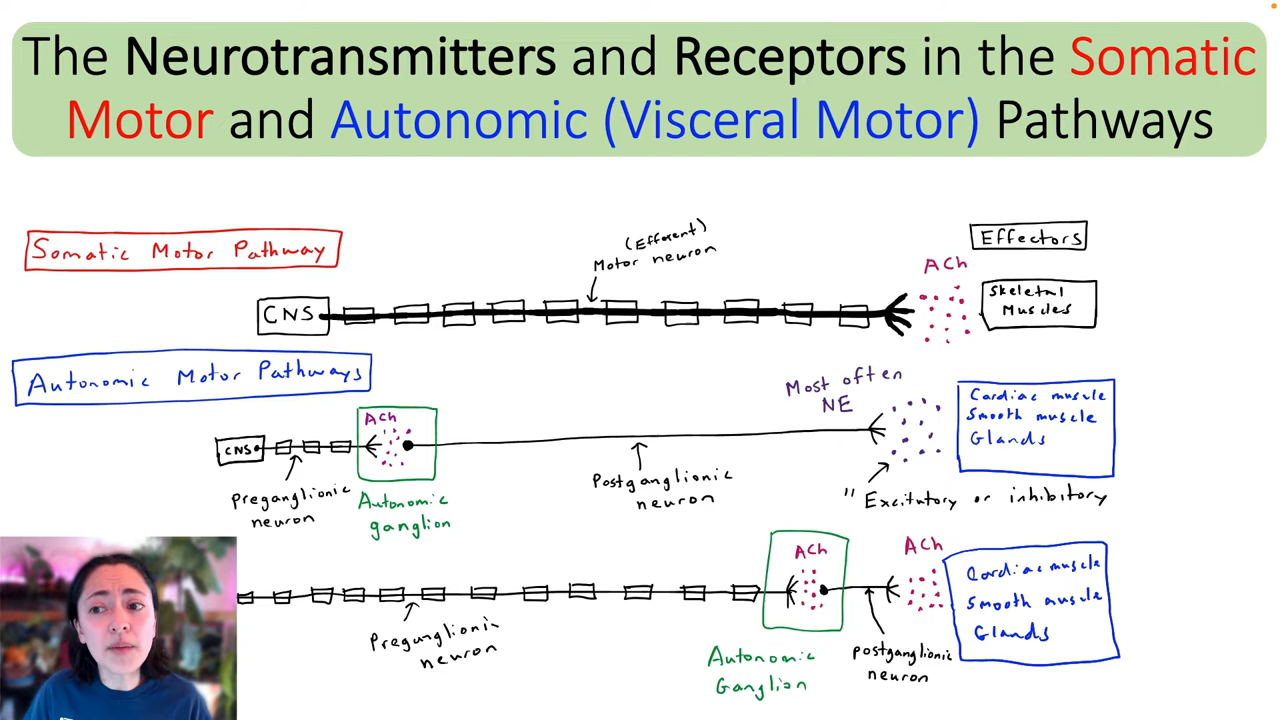 The Neurotransmitters and Receptors in the Somatic
Motor and Autonomic (Visceral Motor) Pathways
Somatic Motor Pathway
(Efferent)
Motor neuron
Effectors
ACh
CNS
Skeletal
Muscles
Autonomic Motor Pathways
Most often
NE
Cardiac muscle
Smooth muscle
Glands
ACh
CNS
Preganglionic
neuron
Autonomic
ganglion
Postganglionic
neuron
" Excitutory or inhibitory
ACh
ACh
Cardiac muscle
Smooth muscle
Glands
Preganglionic
neuron
Autonomic
Ganglion
Postganglionic
neuron